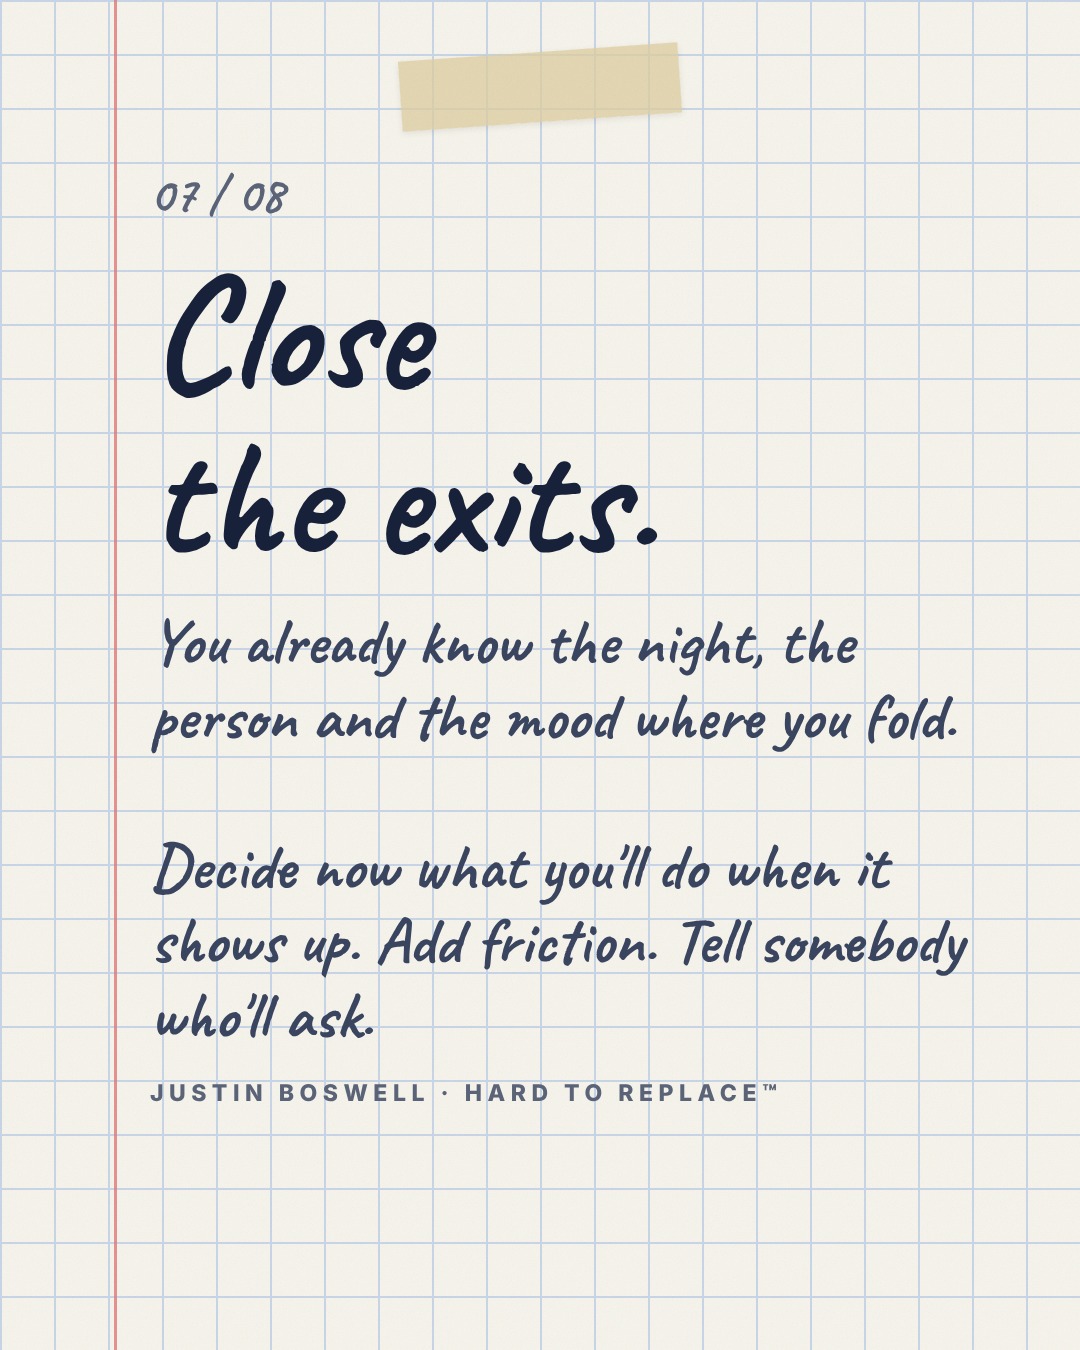 07 / 08
Close
the exits.
You already know the night, the
person and the mood where you fold.
Decide now what you'll do when it
shows up. Add friction. Tell somebody
who'll ask.
JUSTIN BOSWELL · HARD TO REPLACE™